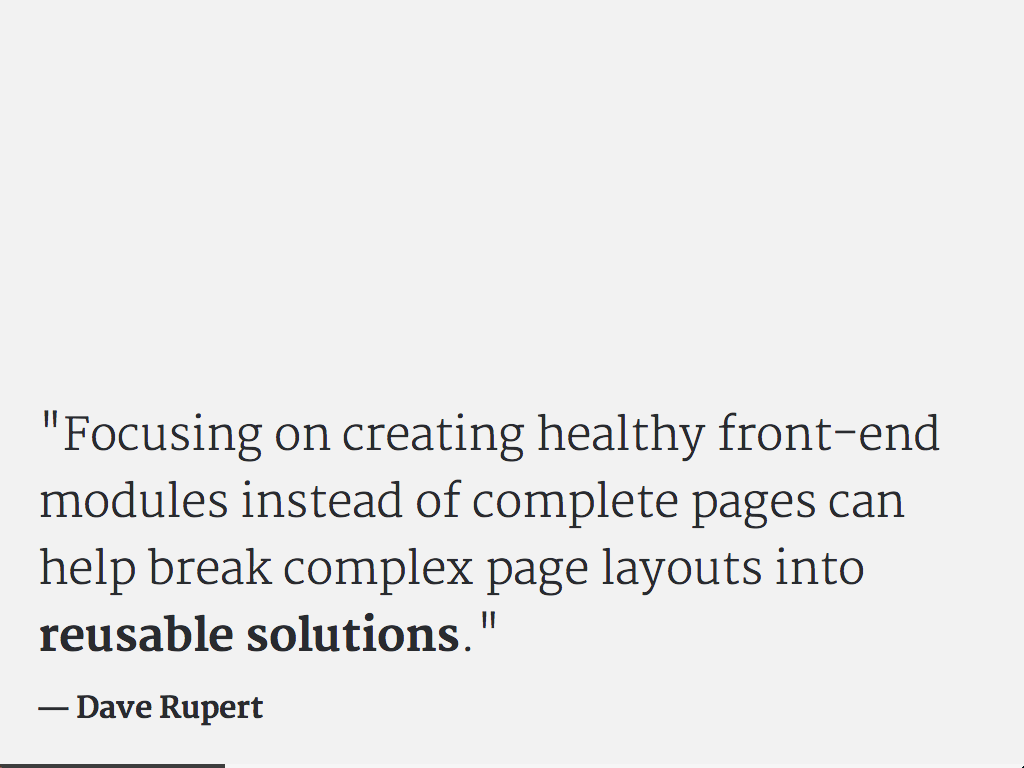 "Focusing on creating healthy front-end
modules instead of complete pages can
help break complex page layouts into
reusable solutions."
— Dave Rupert